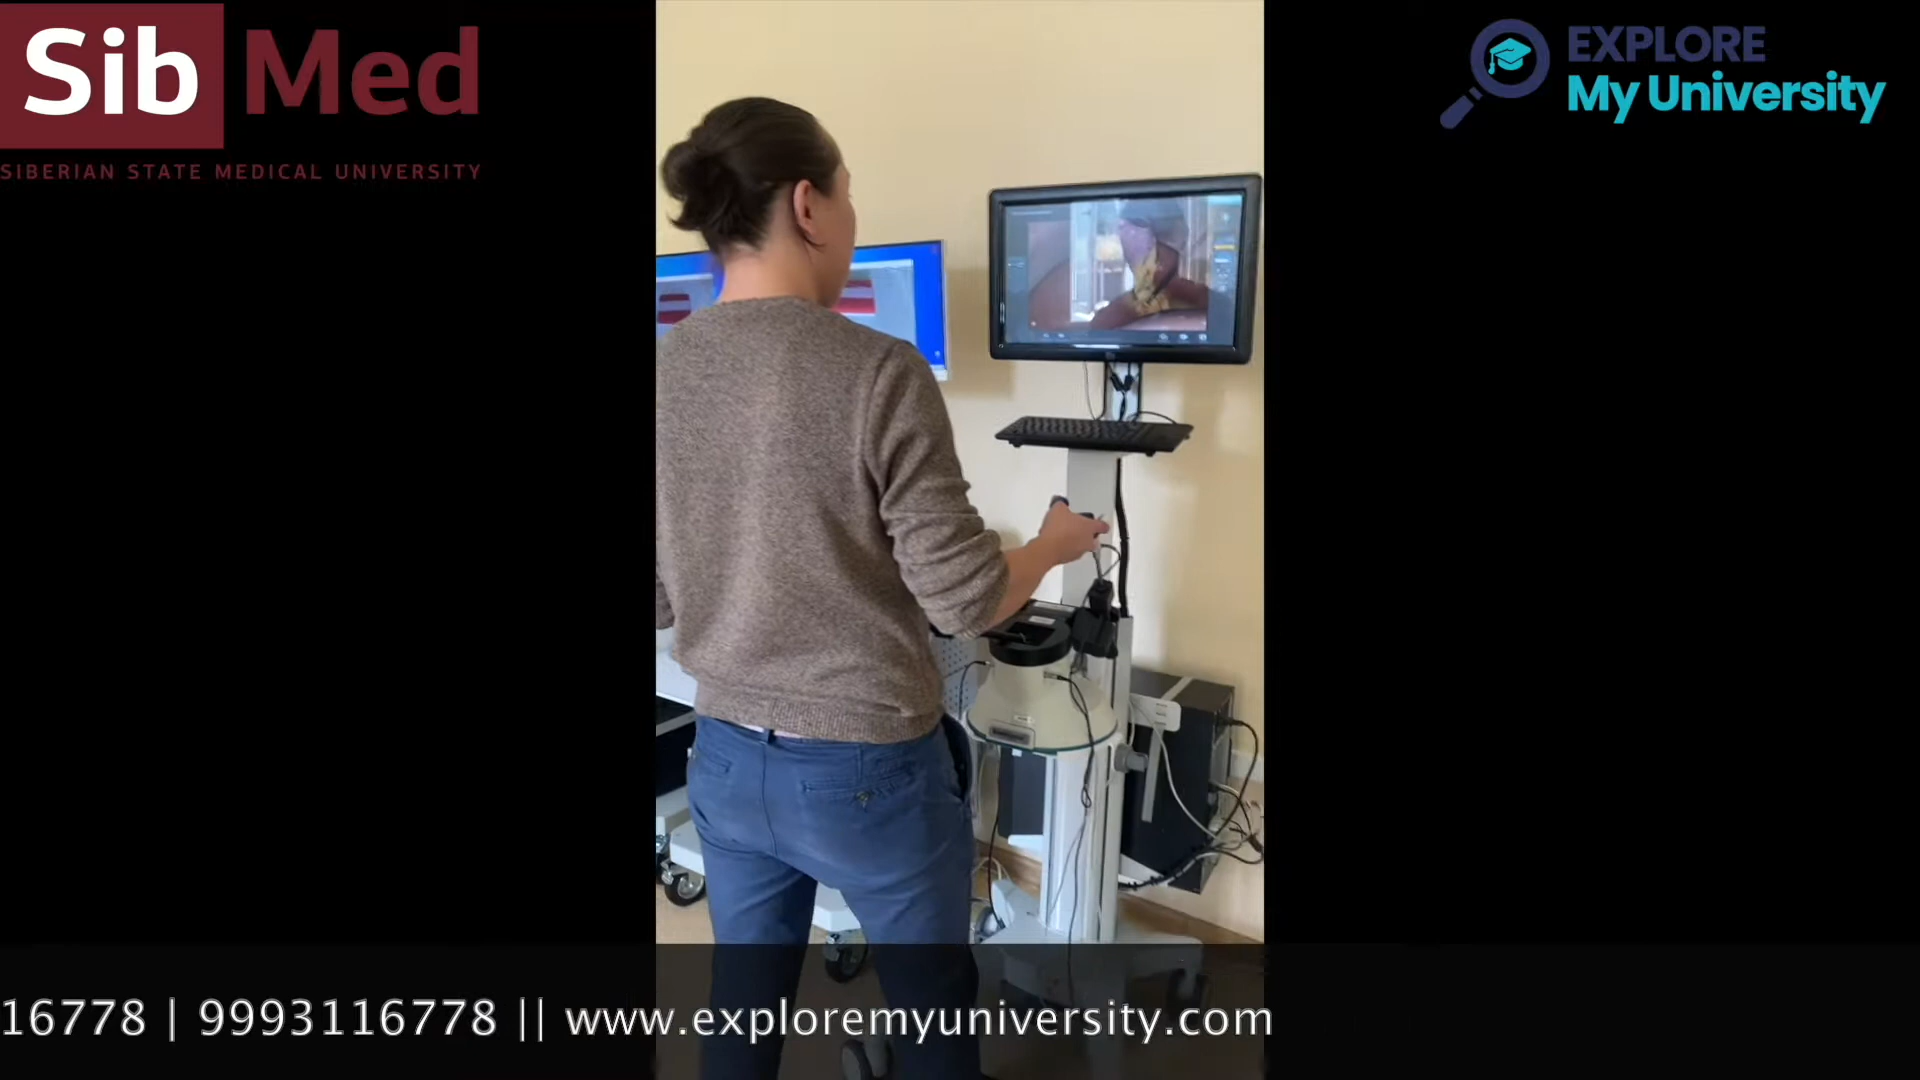 Sib Med
SIBERIAN STATE MEDICAL UNIVERSITY
EXPLORE
My University
16778 | 9993116778 || www.exploremyuniversity.com